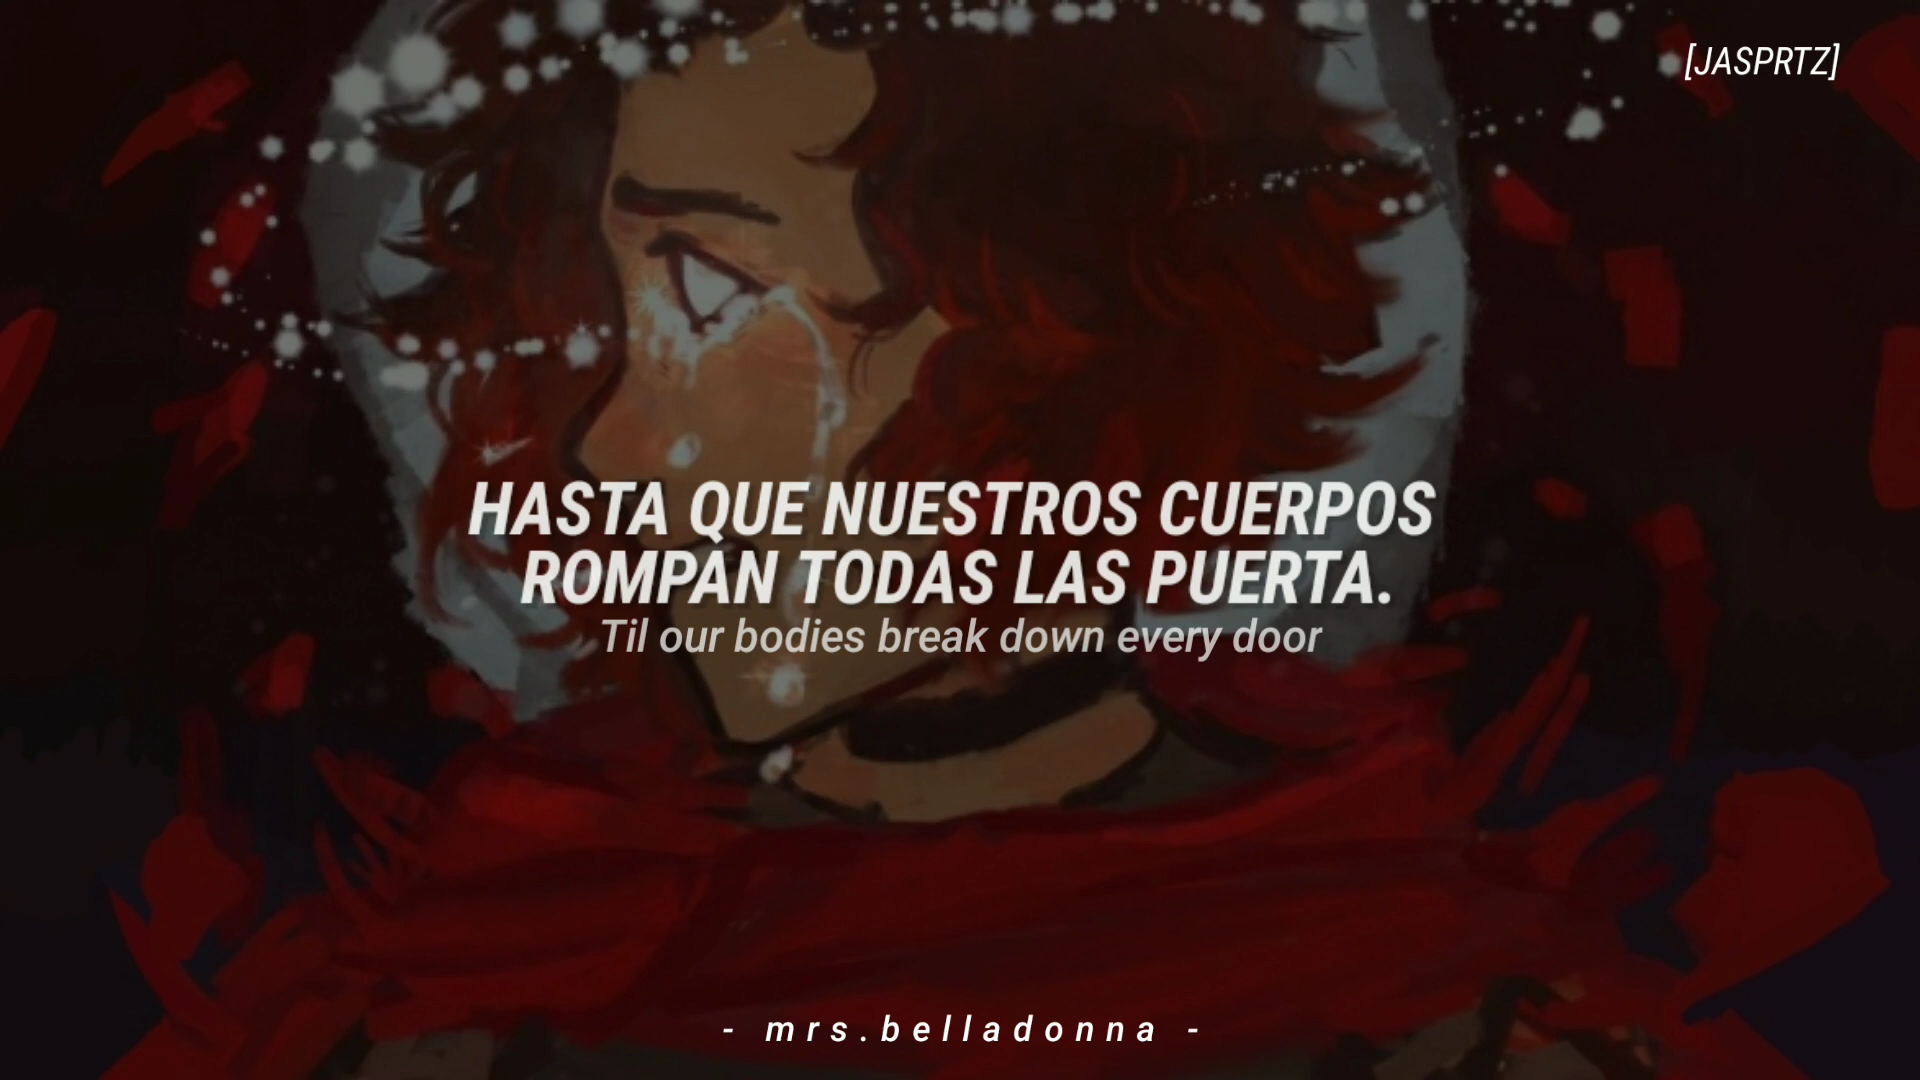 [JASPRTZ]
HASTA QUE NUESTROS CUERPOS
ROMPAN TODAS LAS PUERTA.
Til our bodies break down every door
- mrs.belladonna -